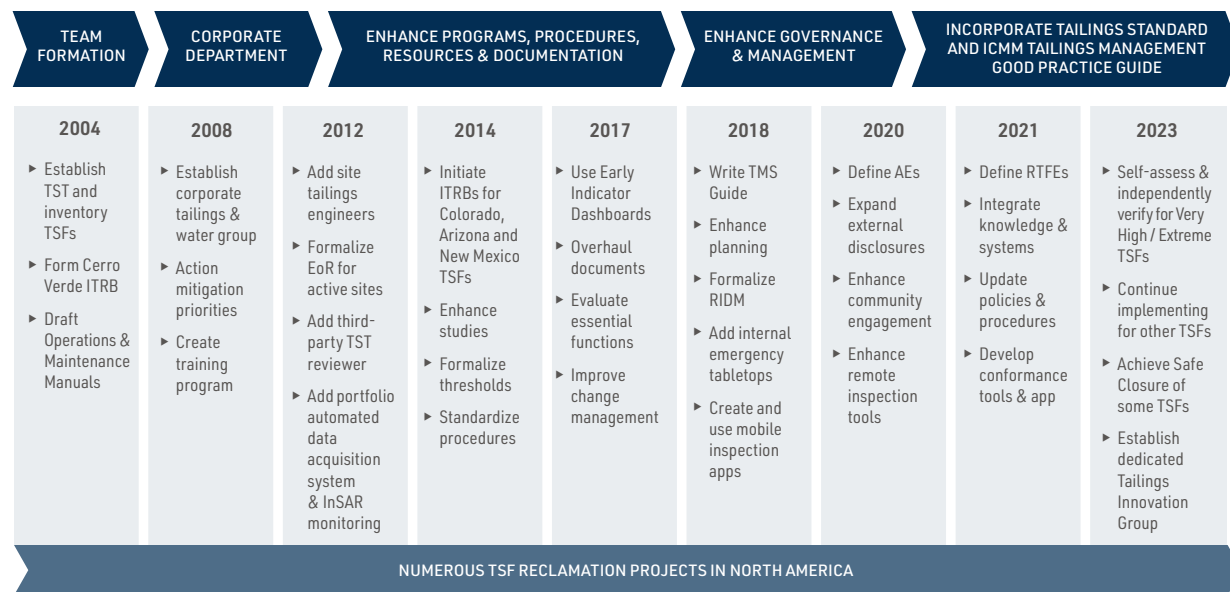 TEAM
FORMATION
CORPORATE
DEPARTMENT
ENHANCE PROGRAMS, PROCEDURES,
RESOURCES & DOCUMENTATION
ENHANCE GOVERNANCE
& MANAGEMENT
INCORPORATE TAILINGS STANDARD
AND ICMM TAILINGS MANAGEMENT
GOOD PRACTICE GUIDE
2004
► Establish
TST and
inventory
TSFs
► Form Cerro
Verde ITRB
► Draft
Operations &
Maintenance
Manuals
2008
► Establish
corporate
tailings &
water group
► Action
mitigation
priorities
► Create
training
program
2012
► Add site
tailings
engineers
► Formalize
EoR for
active sites
► Add third-
party TST
reviewer
► Add portfolio
automated
data
acquisition
system
& InSAR
monitoring
2014
► Initiate
ITRBs for
Colorado,
Arizona and
New Mexico
TSFs
► Enhance
studies
► Formalize
thresholds
► Standardize
procedures
2017
► Use Early
Indicator
Dashboards
► Overhaul
documents
► Evaluate
essential
functions
► Improve
change
management
2018
► Write TMS
Guide
► Enhance
planning
► Formalize
RIDM
► Add internal
emergency
tabletops
► Create and
use mobile
inspection
apps
2020
► Define AEs
► Expand
external
disclosures
► Enhance
community
engagement
► Enhance
remote
inspection
tools
2021
► Define RTFEs
► Integrate
knowledge &
systems
► Update
policies &
procedures
► Develop
conformance
tools & app
2023
► Self-assess &
independently
verify for Very
High / Extreme
TSFs
► Continue
implementing
for other TSFs
► Achieve Safe
Closure of
some TSFs
► Establish
dedicated
Tailings
Innovation
Group
NUMEROUS TSF RECLAMATION PROJECTS IN NORTH AMERICA